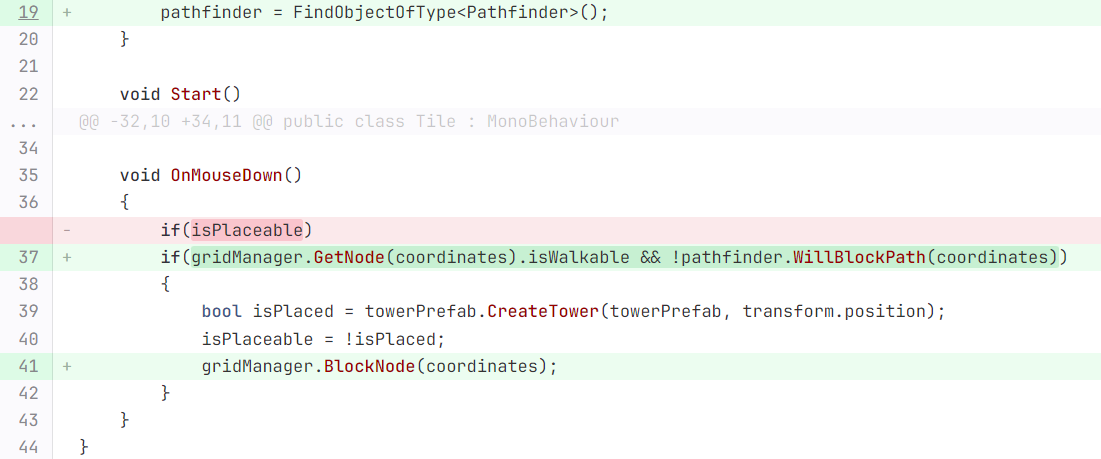 19 + pathfinder = FindObjectOfType<Pathfinder>();
20 }
21
22 void Start()
... @@ -32,10 +34,11 @@ public class Tile : MonoBehaviour
34
35 void OnMouseDown()
36 {
- if(isPlaceable)
37 + if(gridManager.GetNode(coordinates).isWalkable && !pathfinder.WillBlockPath(coordinates))
38 {
39 bool isPlaced = towerPrefab.CreateTower(towerPrefab, transform.position);
40 isPlaceable = !isPlaced;
41 + gridManager.BlockNode(coordinates);
42 }
43 }
44 }